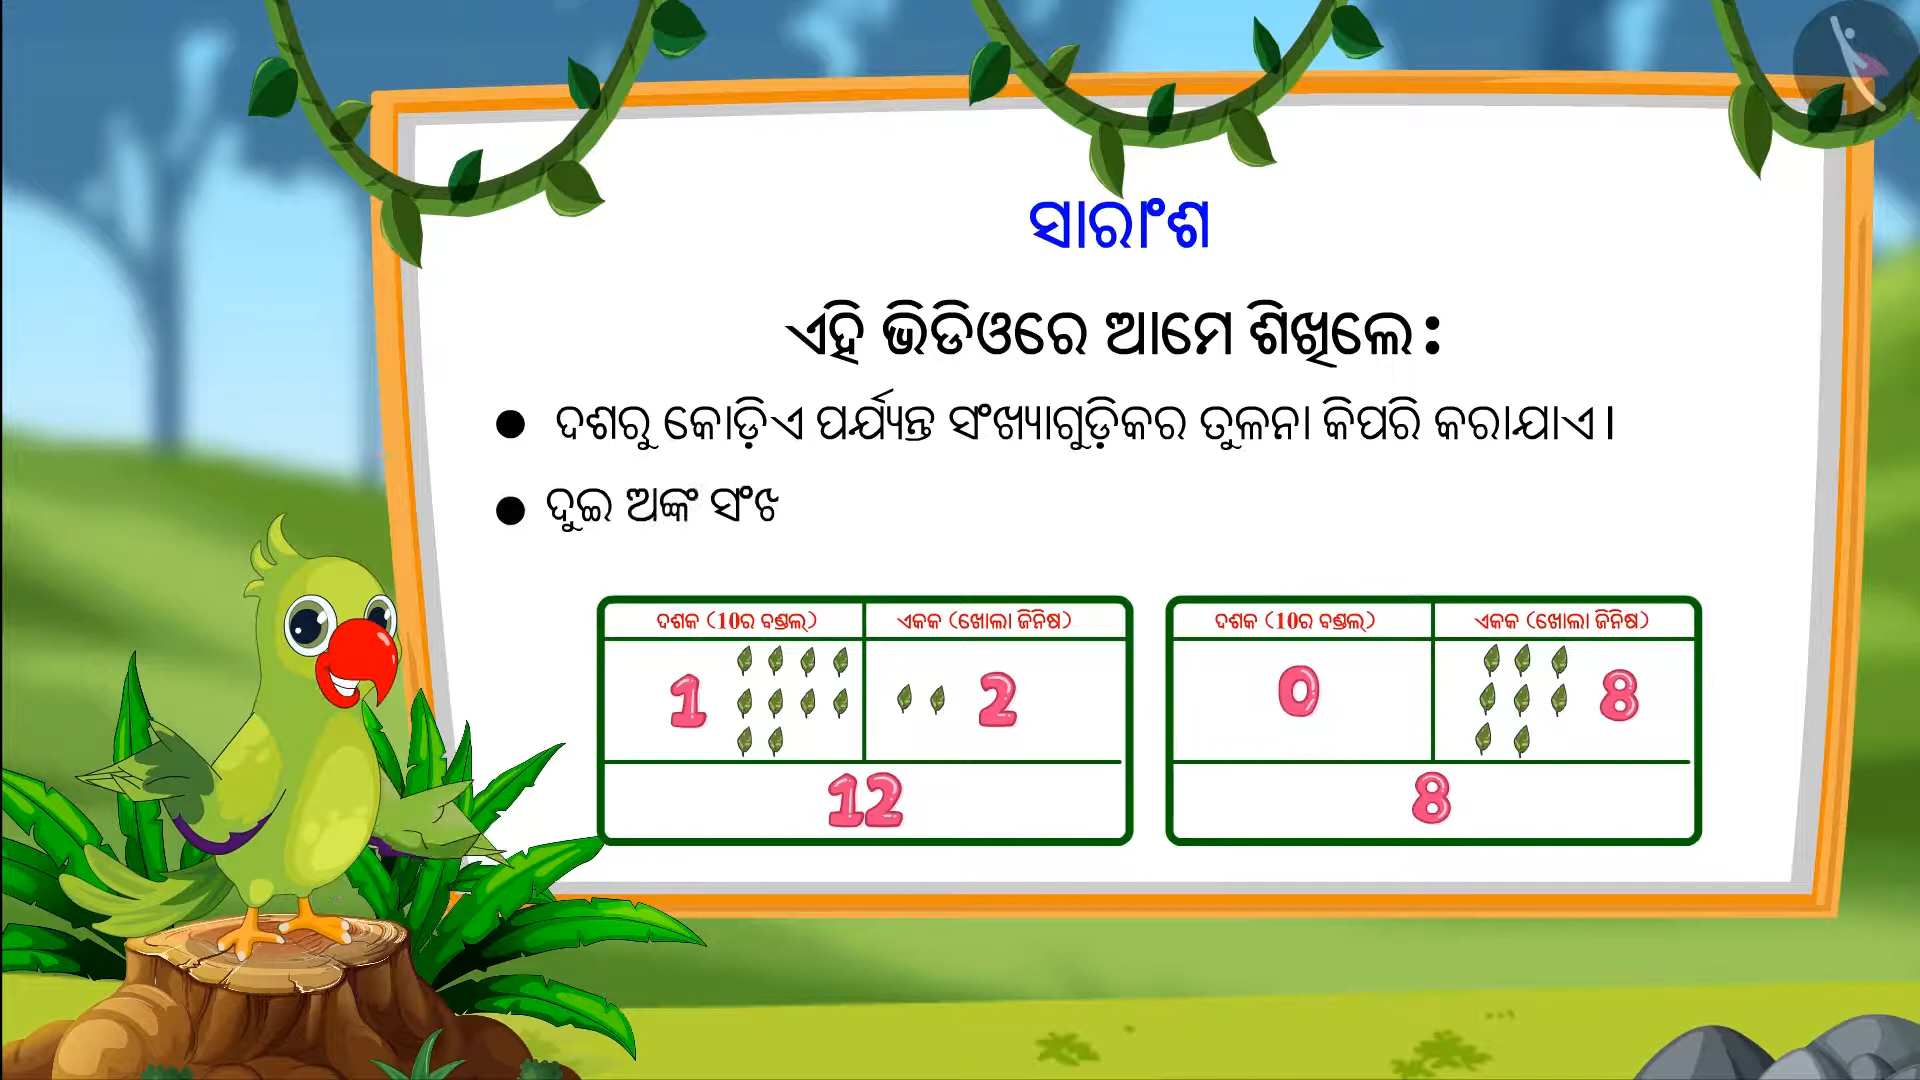 ସାରାଂଶ
ଏହି ଭିଡିଓରେ ଆମେ ଶିଖିଲେ :
● ଦଶରୁ କୋଡ଼ିଏ ପର୍ଯ୍ୟନ୍ତ ସଂଖ୍ୟାଗୁଡ଼ିକର ତୁଳନା କିପରି କରାଯାଏ ।
● ଦୁଇ ଅଙ୍କ ସଂଖ
ଦଶକ (10ର ବଣ୍ଡଲ୍) ଏକକ (ଖୋଲା ଜିନିଷ)
1 2
12
ଦଶକ (10ର ବଣ୍ଡଲ୍) ଏକକ (ଖୋଲା ଜିନିଷ)
0 8
8